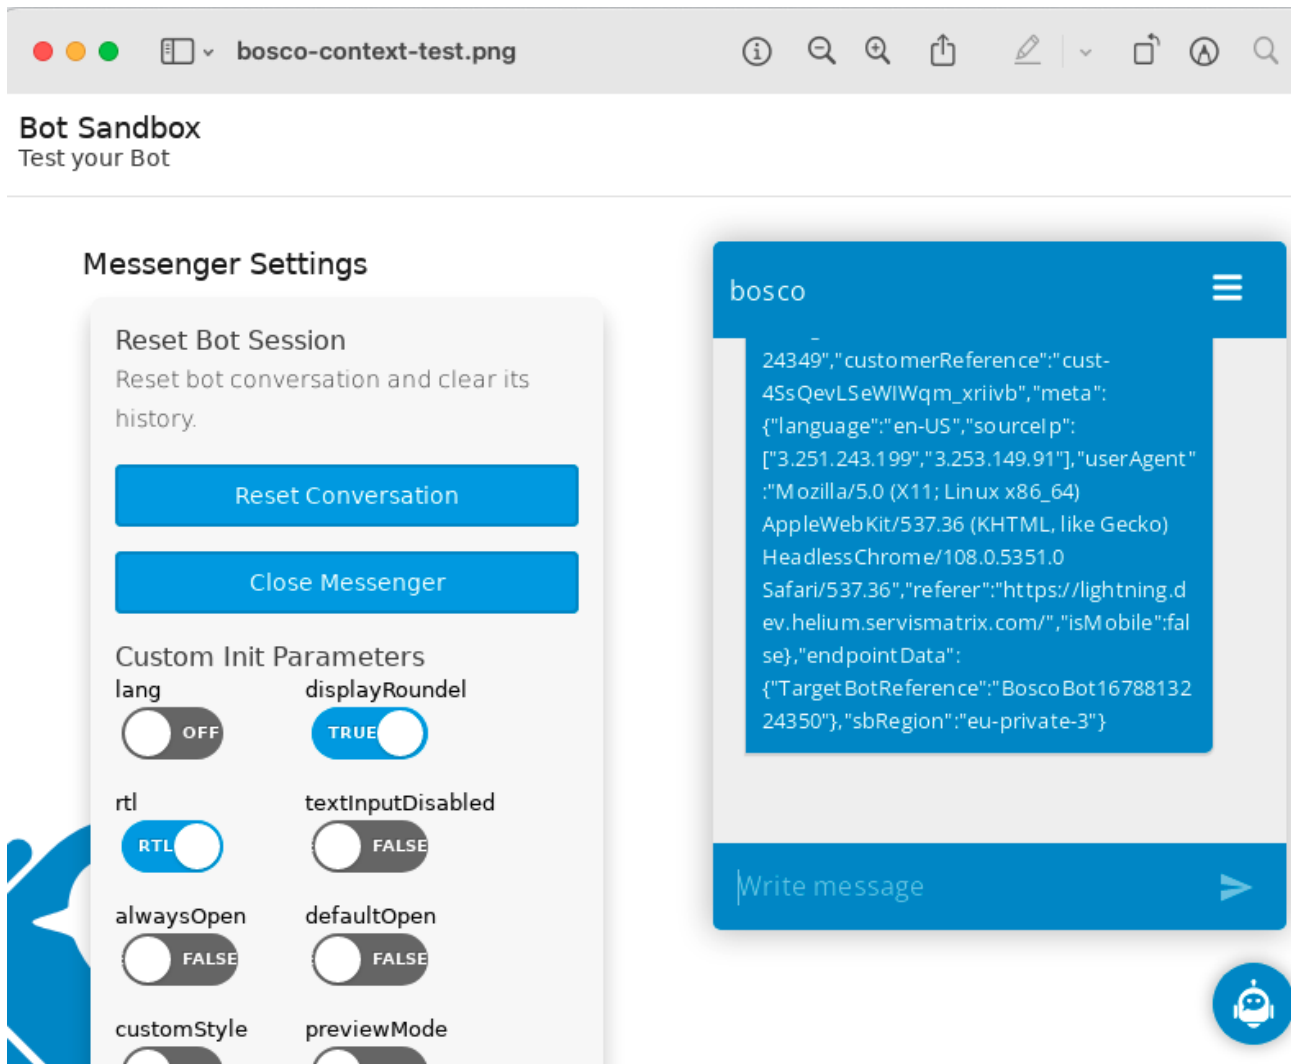 bosco-context-test.png
Bot Sandbox
Test your Bot
Messenger Settings
Reset Bot Session
Reset bot conversation and clear its
history.
Reset Conversation
Close Messenger
Custom Init Parameters
lang
displayRoundel
OFF
TRUE
rtl
textInputDisabled
RTL
FALSE
alwaysOpen
defaultOpen
FALSE
FALSE
customStyle
previewMode
bosco
24349","customerReference":"cust-
4SsQevLSeWIWqm_xriivb","meta":
{"language":"en-US","sourceIp":
["3.251.243.199","3.253.149.91"],"userAgent"
:"Mozilla/5.0 (X11; Linux x86_64)
AppleWebKit/537.36 (KHTML, like Gecko)
HeadlessChrome/108.0.5351.0
Safari/537.36","referer":"https://lightning.d
ev.helium.servismatrix.com/","isMobile":fal
se},"endpointData":
{"TargetBotReference":"BoscoBot16788132
24350"},"sbRegion":"eu-private-3"}
Write message